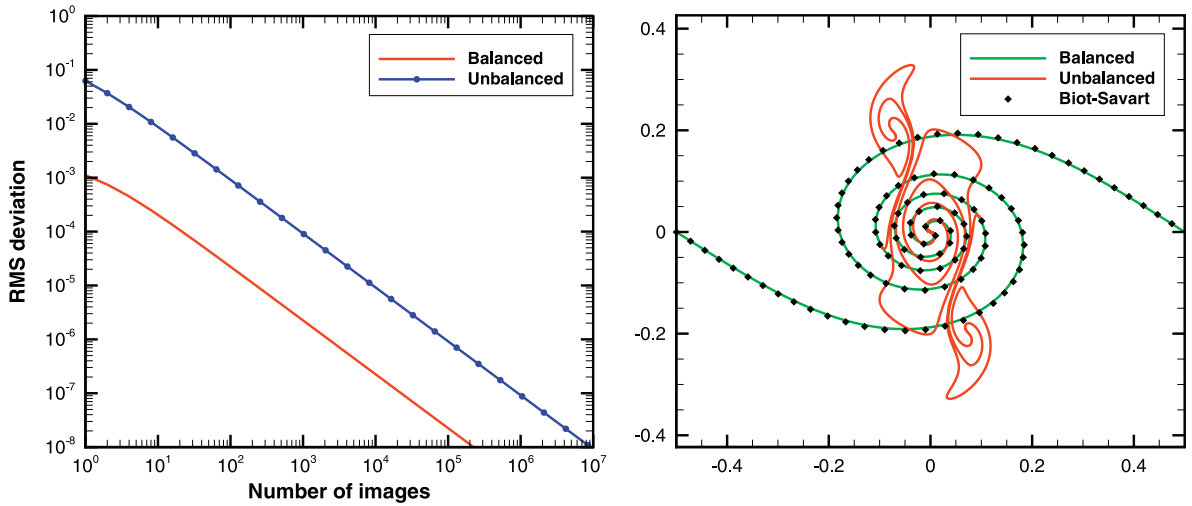 RMS deviation
10^0
10^-1
10^-2
10^-3
10^-4
10^-5
10^-6
10^-7
10^-8
Balanced
Unbalanced
10^0 10^1 10^2 10^3 10^4 10^5 10^6 10^7
Number of images
0.4
0.2
0
-0.2
-0.4
Balanced
Unbalanced
Biot-Savart
-0.4 -0.2 0 0.2 0.4